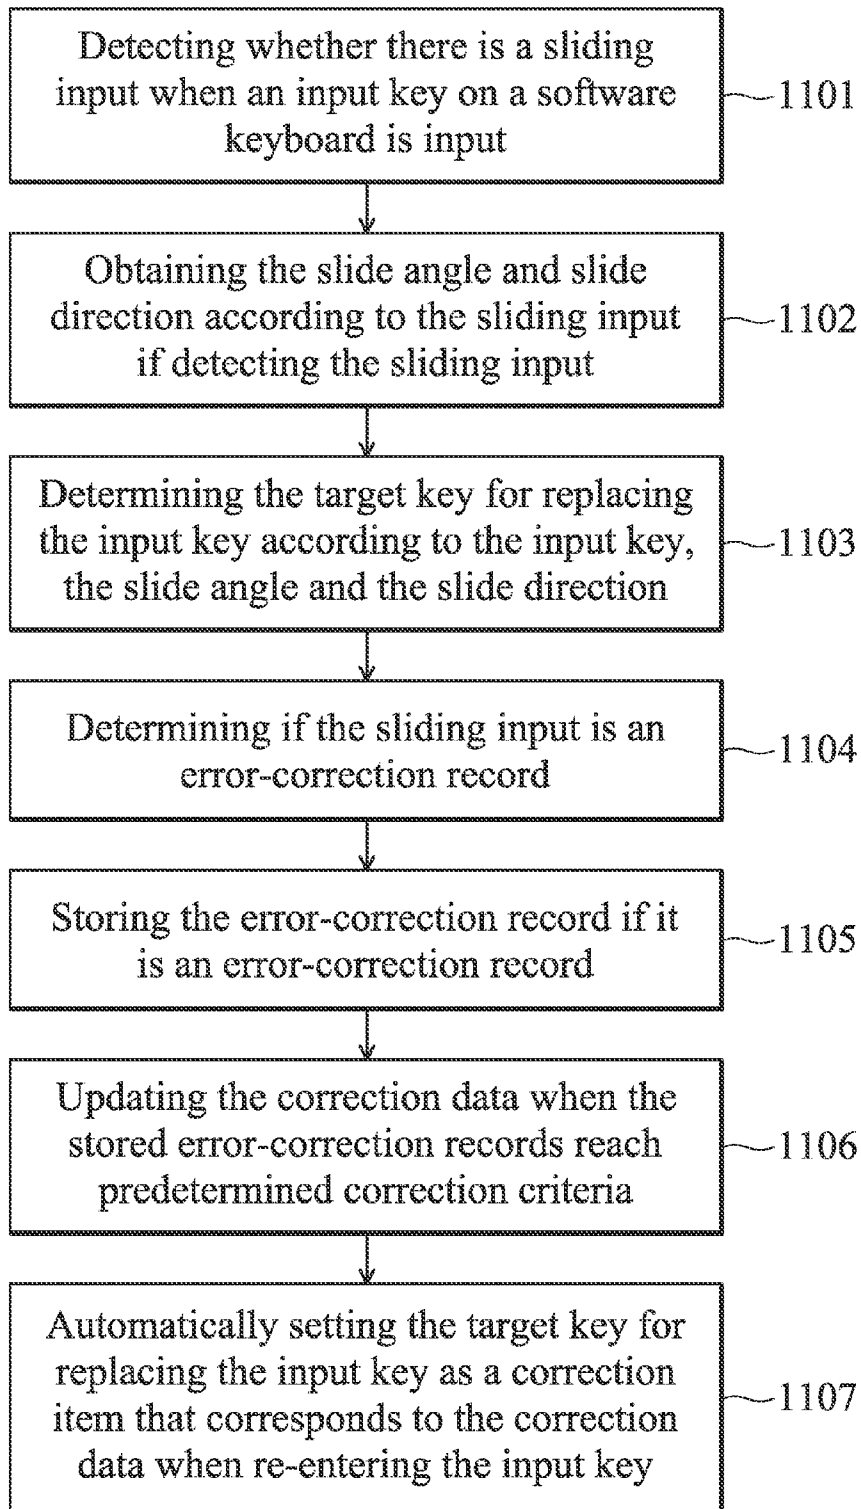 Detecting whether there is a sliding
input when an input key on a software
keyboard is input
1101
Obtaining the slide angle and slide
direction according to the sliding input
if detecting the sliding input
1102
Determining the target key for replacing
the input key according to the input key,
the slide angle and the slide direction
1103
Determining if the sliding input is an
error-correction record
1104
Storing the error-correction record if it
is an error-correction record
1105
Updating the correction data when the
stored error-correction records reach
predetermined correction criteria
1106
Automatically setting the target key for
replacing the input key as a correction
item that corresponds to the correction
data when re-entering the input key
1107